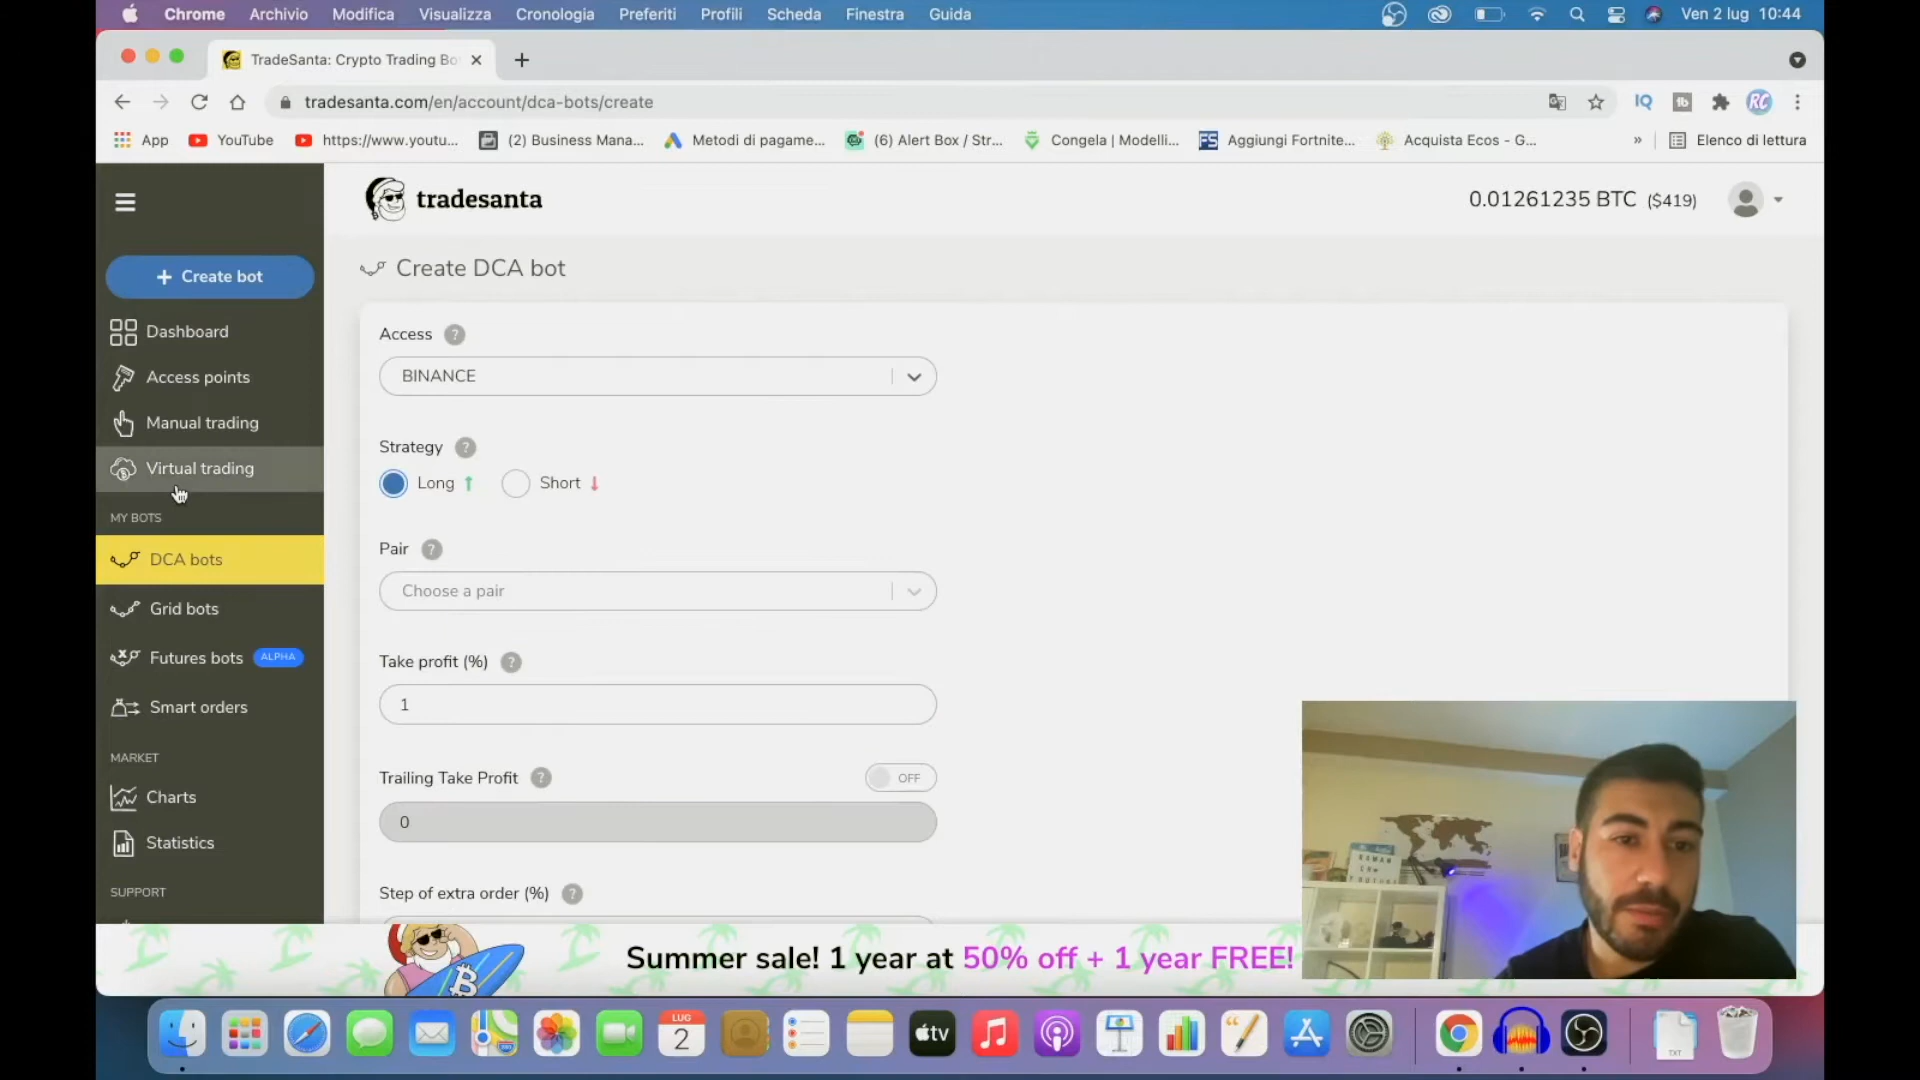 Chrome Archivio Modifica Visualizza Cronologia Preferiti Profili Scheda Finestra Guida Ven 2 lug 10:44
TradeSanta: Crypto Trading Bo
tradesanta.com/en/account/dca-bots/create
App YouTube https://www.youtu... (2) Business Mana... Metodi di pagame... (6) Alert Box / Str... Congela | Modelli... Aggiungi Fortnite... Acquista Ecos - G... » Elenco di lettura
tradesanta
0.01261235 BTC ($419)
+ Create bot
Dashboard
Access points
Manual trading
Virtual trading
MY BOTS
DCA bots
Grid bots
Futures bots ALPHA
Smart orders
MARKET
Charts
Statistics
SUPPORT
Create DCA bot
Access ?
BINANCE
Strategy ?
Long ↑ Short ↓
Pair ?
Choose a pair
Take profit (%) ?
1
Trailing Take Profit ? OFF
0
Step of extra order (%) ?
Summer sale! 1 year at 50% off + 1 year FREE!
LUG
2
tv
TXT